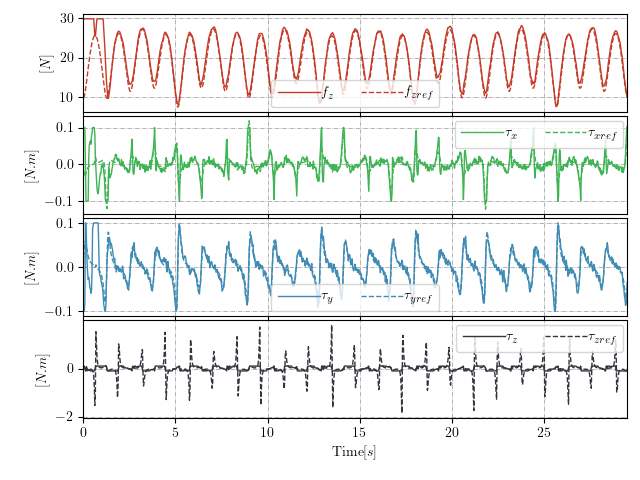 30
20
10
[N]
f_z f_zref
0.1
0.0
−0.1
[N.m]
τ_x τ_xref
0.1
0.0
−0.1
[N.m]
τ_y τ_yref
0
−2
[N.m]
τ_z τ_zref
0 5 10 15 20 25
Time[s]